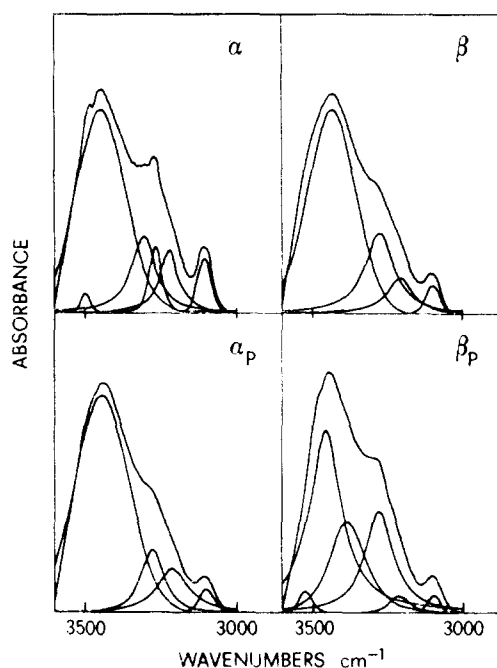 α
β
ABSORBANCE
αp
βp
3500 3000 3500 3000
WAVENUMBERS cm⁻¹